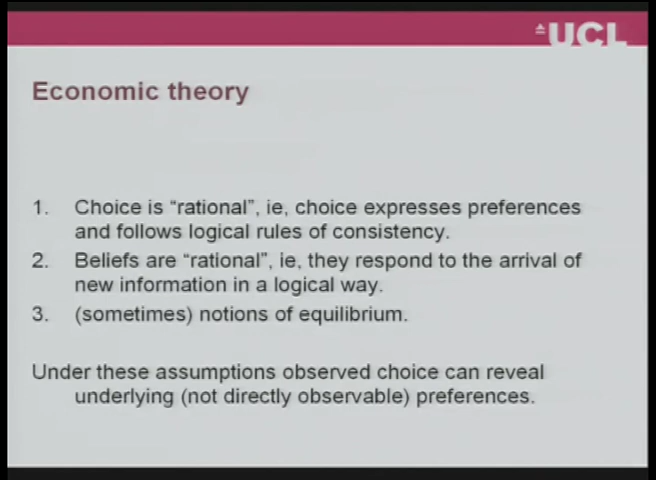 UCL
Economic theory
1. Choice is “rational”, ie, choice expresses preferences
and follows logical rules of consistency.
2. Beliefs are “rational”, ie, they respond to the arrival of
new information in a logical way.
3. (sometimes) notions of equilibrium.
Under these assumptions observed choice can reveal
underlying (not directly observable) preferences.